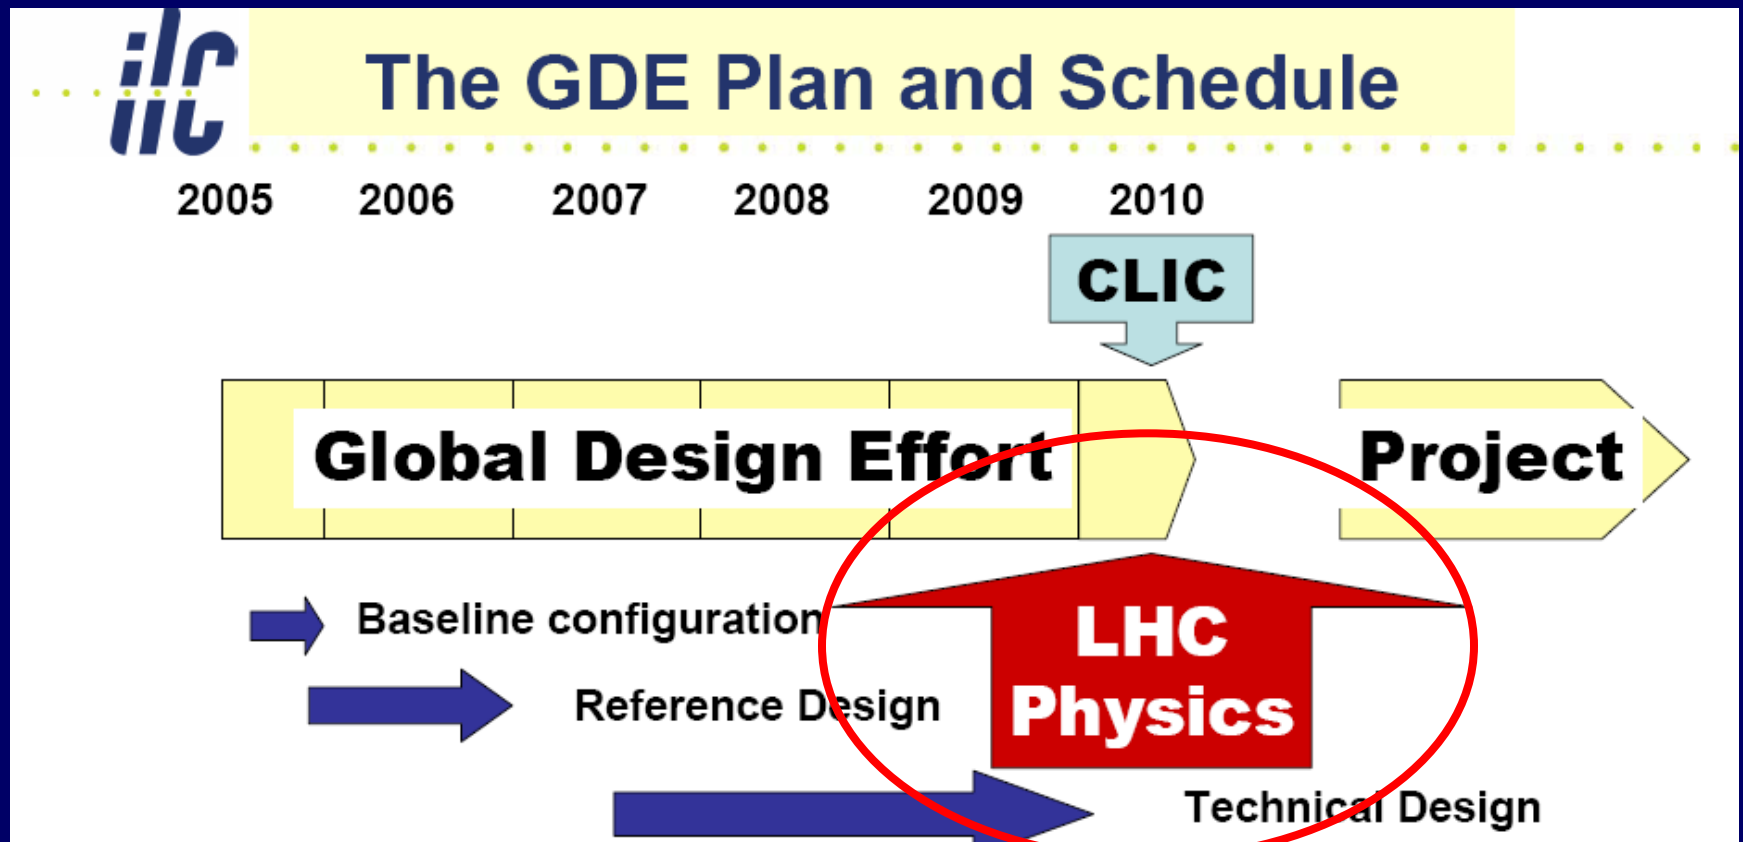 ilc
The GDE Plan and Schedule
2005 2006 2007 2008 2009 2010
CLIC
Global Design Effort
Project
Baseline configuration
LHC
Physics
Reference Design
Technical Design